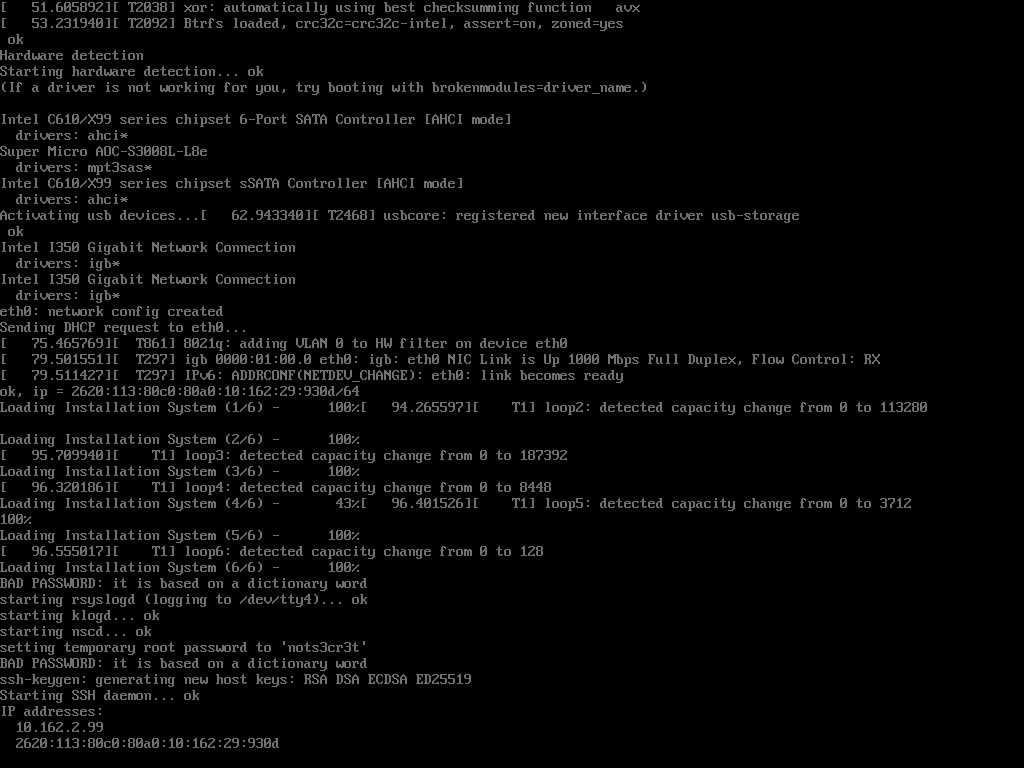 [   51.605892][ T2038] xor: automatically using best checksumming function   avx
[   53.231940][ T2092] Btrfs loaded, crc32c=crc32c-intel, assert=on, zoned=yes
 ok
Hardware detection
Starting hardware detection... ok
(If a driver is not working for you, try booting with brokenmodules=driver_name.)

Intel C610/X99 series chipset 6-Port SATA Controller [AHCI mode]
  drivers: ahci*
Super Micro AOC-S3008L-L8e
  drivers: mpt3sas*
Intel C610/X99 series chipset sSATA Controller [AHCI mode]
  drivers: ahci*
Activating usb devices...[   62.943340][ T2468] usbcore: registered new interface driver usb-storage
 ok
Intel I350 Gigabit Network Connection
  drivers: igb*
Intel I350 Gigabit Network Connection
  drivers: igb*
eth0: network config created
Sending DHCP request to eth0...
[   75.465769][  T861] 8021q: adding VLAN 0 to HW filter on device eth0
[   79.501551][  T297] igb 0000:01:00.0 eth0: igb: eth0 NIC Link is Up 1000 Mbps Full Duplex, Flow Control: RX
[   79.511427][  T297] IPv6: ADDRCONF(NETDEV_CHANGE): eth0: link becomes ready
ok, ip = 2620:113:80c0:80a0:10:162:29:930d/64
Loading Installation System (1/6) -      100%[   94.265597][    T1] loop2: detected capacity change from 0 to 113280

Loading Installation System (2/6) -      100%
[   95.709940][    T1] loop3: detected capacity change from 0 to 187392
Loading Installation System (3/6) -      100%
[   96.320186][    T1] loop4: detected capacity change from 0 to 8448
Loading Installation System (4/6) -       43%[   96.401526][    T1] loop5: detected capacity change from 0 to 3712
100%
Loading Installation System (5/6) -      100%
[   96.555017][    T1] loop6: detected capacity change from 0 to 128
Loading Installation System (6/6) -      100%
BAD PASSWORD: it is based on a dictionary word
starting rsyslogd (logging to /dev/tty4)... ok
starting klogd... ok
starting nscd... ok
setting temporary root password to 'nots3cr3t'
BAD PASSWORD: it is based on a dictionary word
ssh-keygen: generating new host keys: RSA DSA ECDSA ED25519
Starting SSH daemon... ok
IP addresses:
  10.162.2.99
  2620:113:80c0:80a0:10:162:29:930d